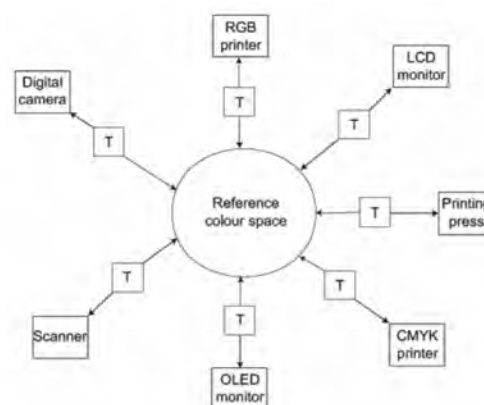 RGB
printer
LCD
monitor
Digital
camera
T
T
T
Reference
colour space
T
Printing
press
T
T
T
Scanner
CMYK
printer
OLED
monitor